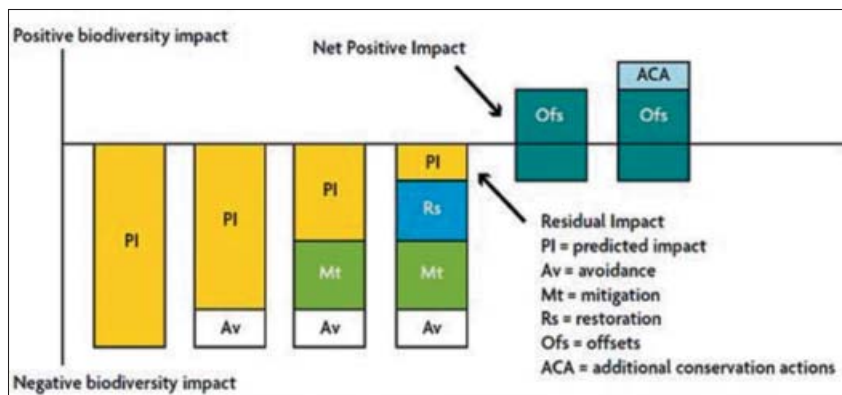 Positive biodiversity impact
Net Positive Impact
ACA
Ofs
Ofs
PI
PI
PI
PI
Rs
Mt
Mt
Av
Av
Av
Residual Impact
PI = predicted impact
Av = avoidance
Mt = mitigation
Rs = restoration
Ofs = offsets
ACA = additional conservation actions
Negative biodiversity impact